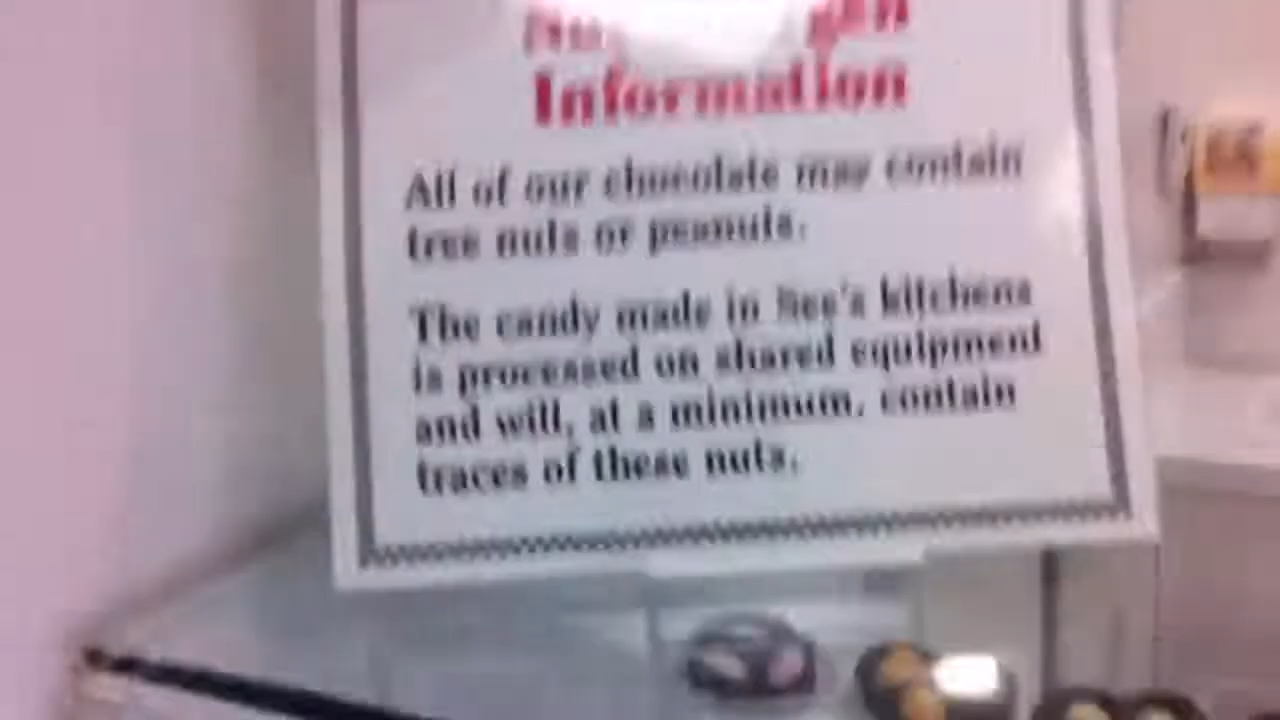 Information
All of our chocolate may contain
tree nuts or peanuts.
The candy made in See's kitchens
is processed on shared equipment
and will, at a minimum, contain
traces of these nuts.